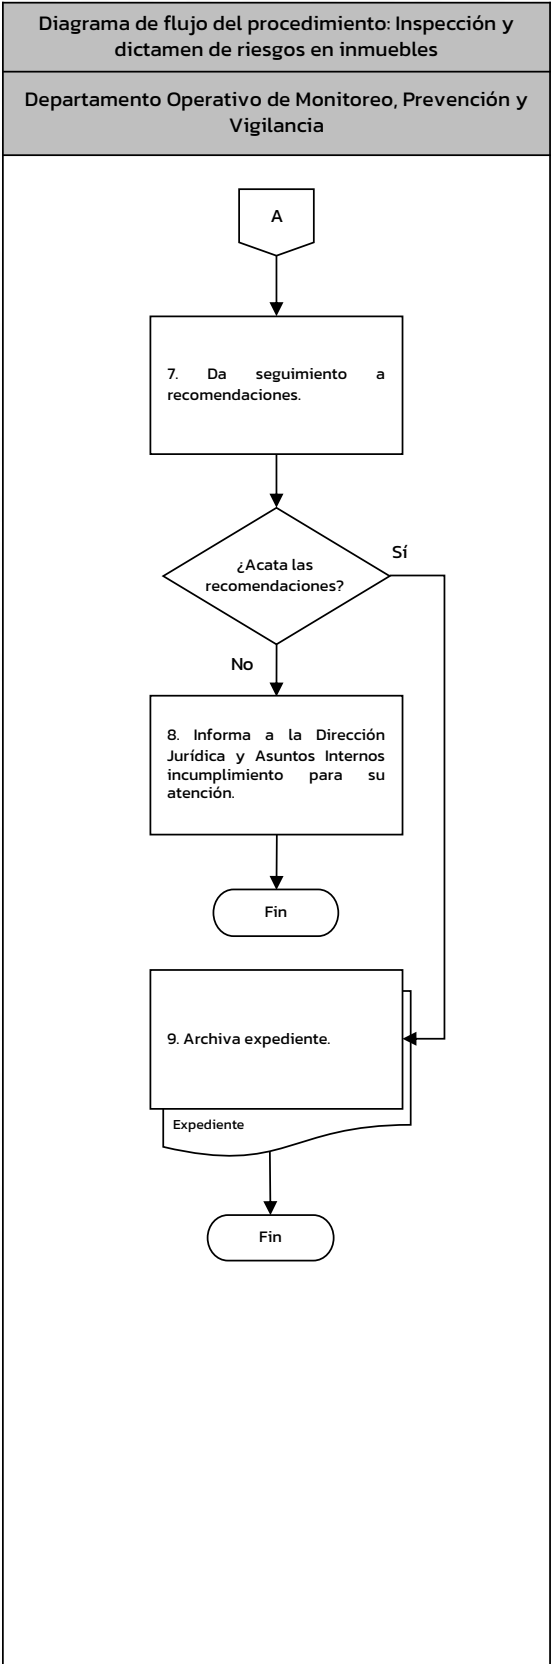 Diagrama de flujo del procedimiento: Inspección y
dictamen de riesgos en inmuebles
Departamento Operativo de Monitoreo, Prevención y
Vigilancia
A
7. Da seguimiento a
recomendaciones.
¿Acata las
recomendaciones?
Sí
No
8. Informa a la Dirección
Jurídica y Asuntos Internos
incumplimiento para su
atención.
Fin
9. Archiva expediente.
Expediente
Fin